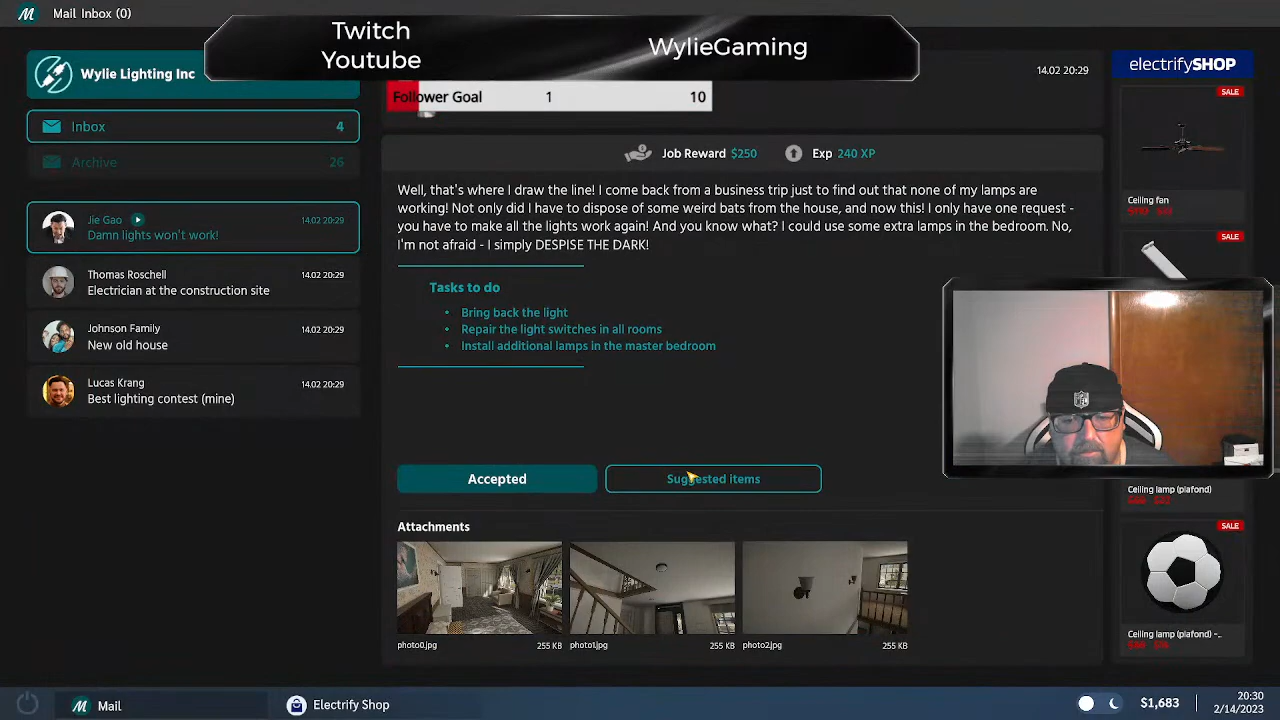 Mail Inbox (0)
Twitch
Youtube
WylieGaming
Wylie Lighting Inc
Follower Goal 1 10
14.02 20:29
electrifySHOP
Inbox 4
Archive 26
Jie Gao 14.02 20:29
Damn lights won't work!
Thomas Roschell 14.02 20:29
Electrician at the construction site
Johnson Family 14.02 20:29
New old house
Lucas Krang 14.02 20:29
Best lighting contest (mine)
Job Reward $250 Exp 240 XP
Well, that's where I draw the line! I come back from a business trip just to find out that none of my lamps are
working! Not only did I have to dispose of some weird bats from the house, and now this! I only have one request -
you have to make all the lights work again! And you know what? I could use some extra lamps in the bedroom. No,
I'm not afraid - I simply DESPISE THE DARK!
Tasks to do
• Bring back the light
• Repair the light switches in all rooms
• Install additional lamps in the master bedroom
Accepted
Suggested items
Attachments
photo0.jpg 255 KB
photo1.jpg 255 KB
photo2.jpg 255 KB
SALE
Ceiling fan
SALE
NFL
Ceiling lamp (plafond)
SALE
Ceiling lamp (plafond) -...
Mail
Electrify Shop
$1,683
20:30
2/14/2023